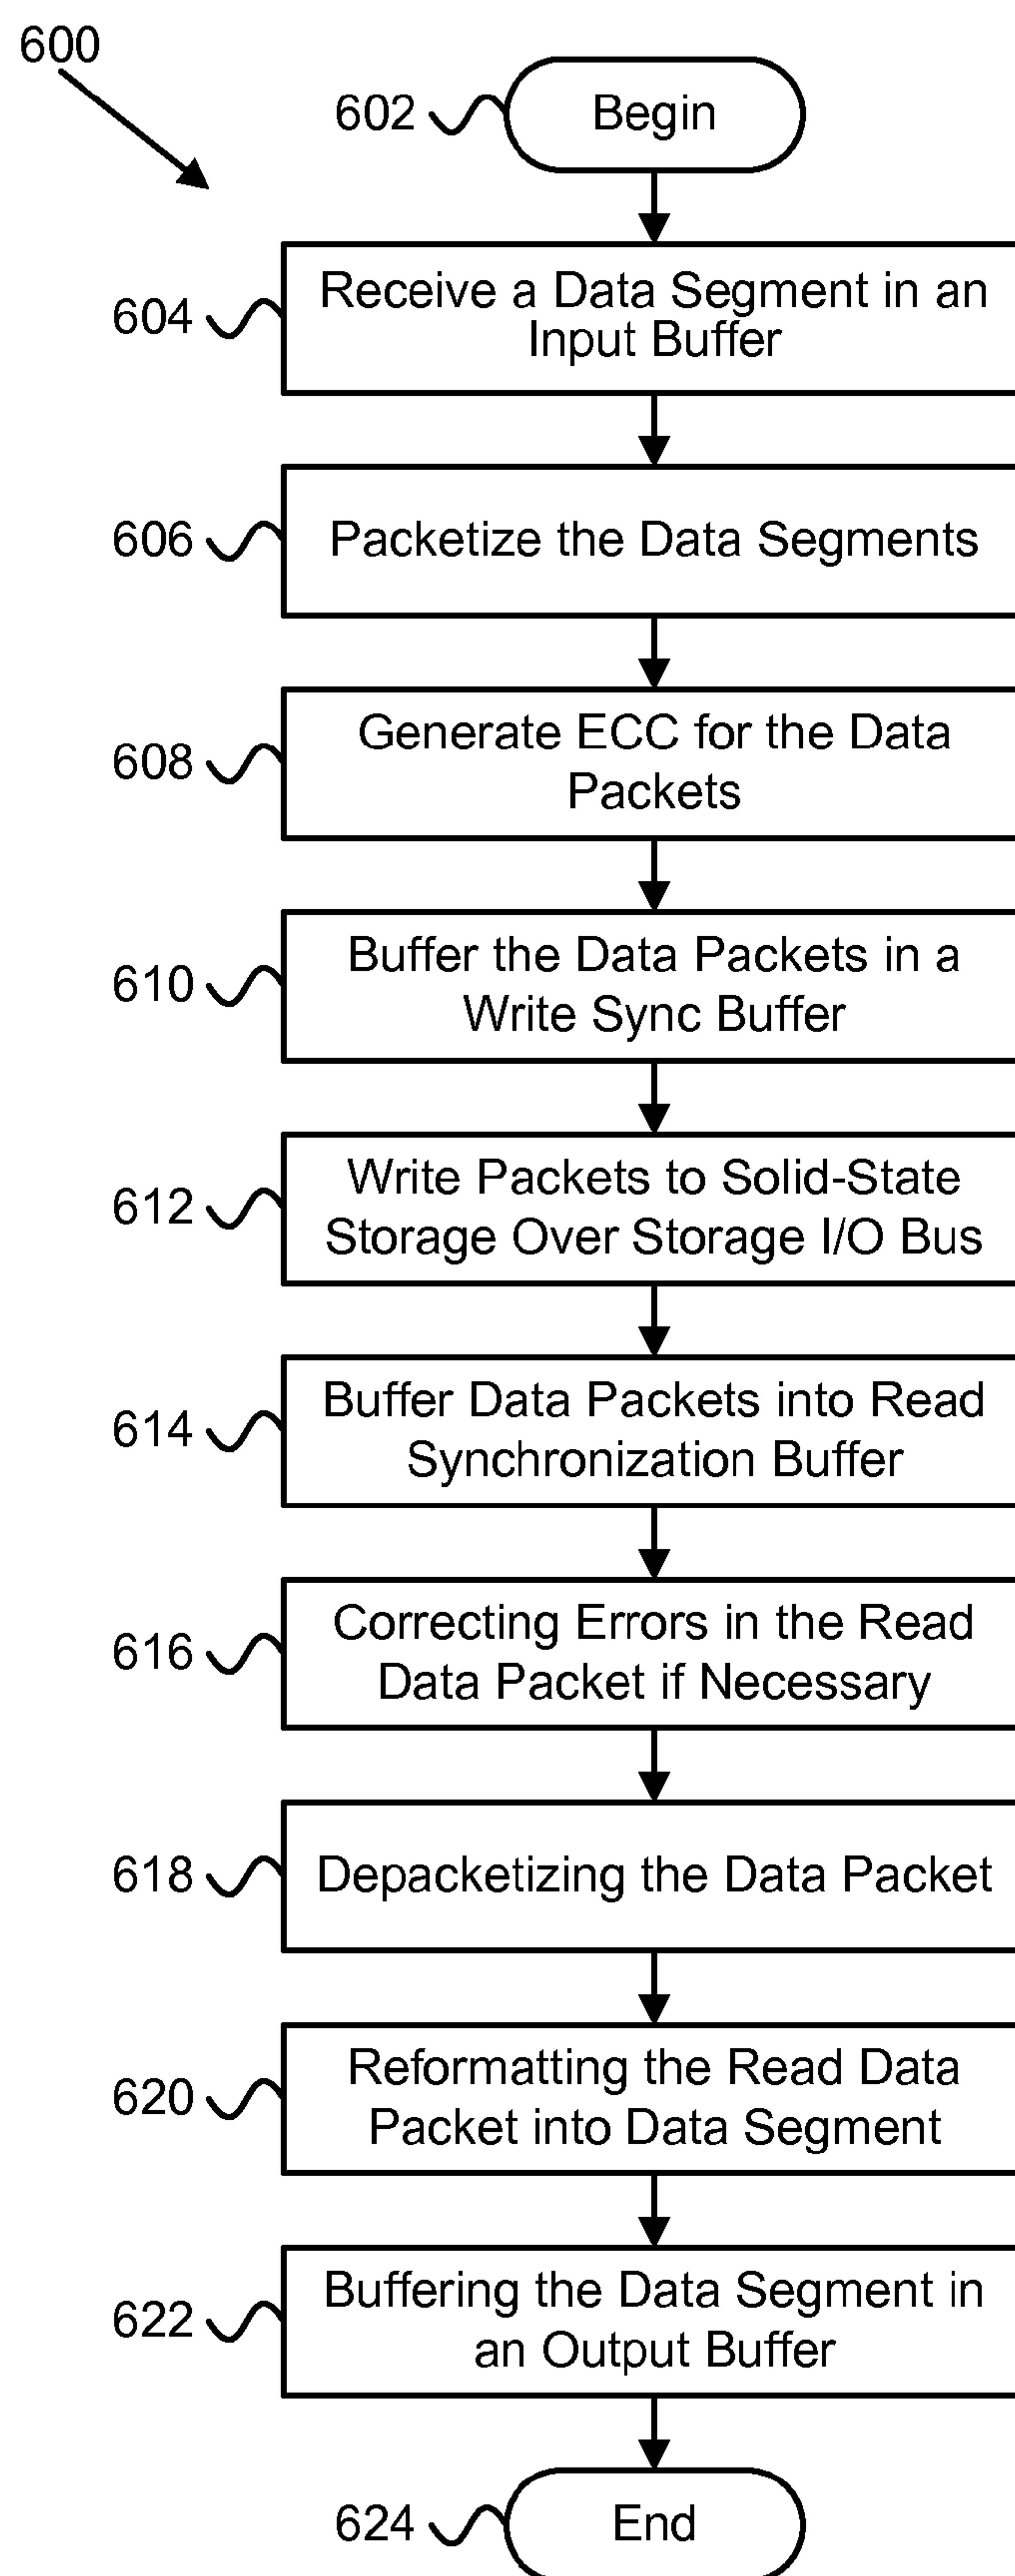 600
602
Begin
604
Receive a Data Segment in an
Input Buffer
606
Packetize the Data Segments
608
Generate ECC for the Data
Packets
610
Buffer the Data Packets in a
Write Sync Buffer
612
Write Packets to Solid-State
Storage Over Storage I/O Bus
614
Buffer Data Packets into Read
Synchronization Buffer
616
Correcting Errors in the Read
Data Packet if Necessary
618
Depacketizing the Data Packet
620
Reformatting the Read Data
Packet into Data Segment
622
Buffering the Data Segment in
an Output Buffer
624
End